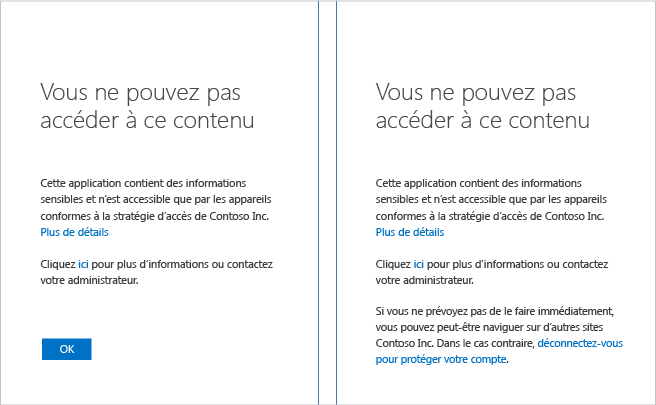 Vous ne pouvez pas
accéder à ce contenu
Cette application contient des informations
sensibles et n’est accessible que par les appareils
conformes à la stratégie d’accès de Contoso Inc.
Plus de détails
Cliquez ici pour plus d’informations ou contactez
votre administrateur.
OK
Vous ne pouvez pas
accéder à ce contenu
Cette application contient des informations
sensibles et n’est accessible que par les appareils
conformes à la stratégie d’accès de Contoso Inc.
Plus de détails
Cliquez ici pour plus d’informations ou contactez
votre administrateur.
Si vous ne prévoyez pas de le faire immédiatement,
vous pouvez peut-être naviguer sur d’autres sites
Contoso Inc. Dans le cas contraire, déconnectez-vous
pour protéger votre compte.